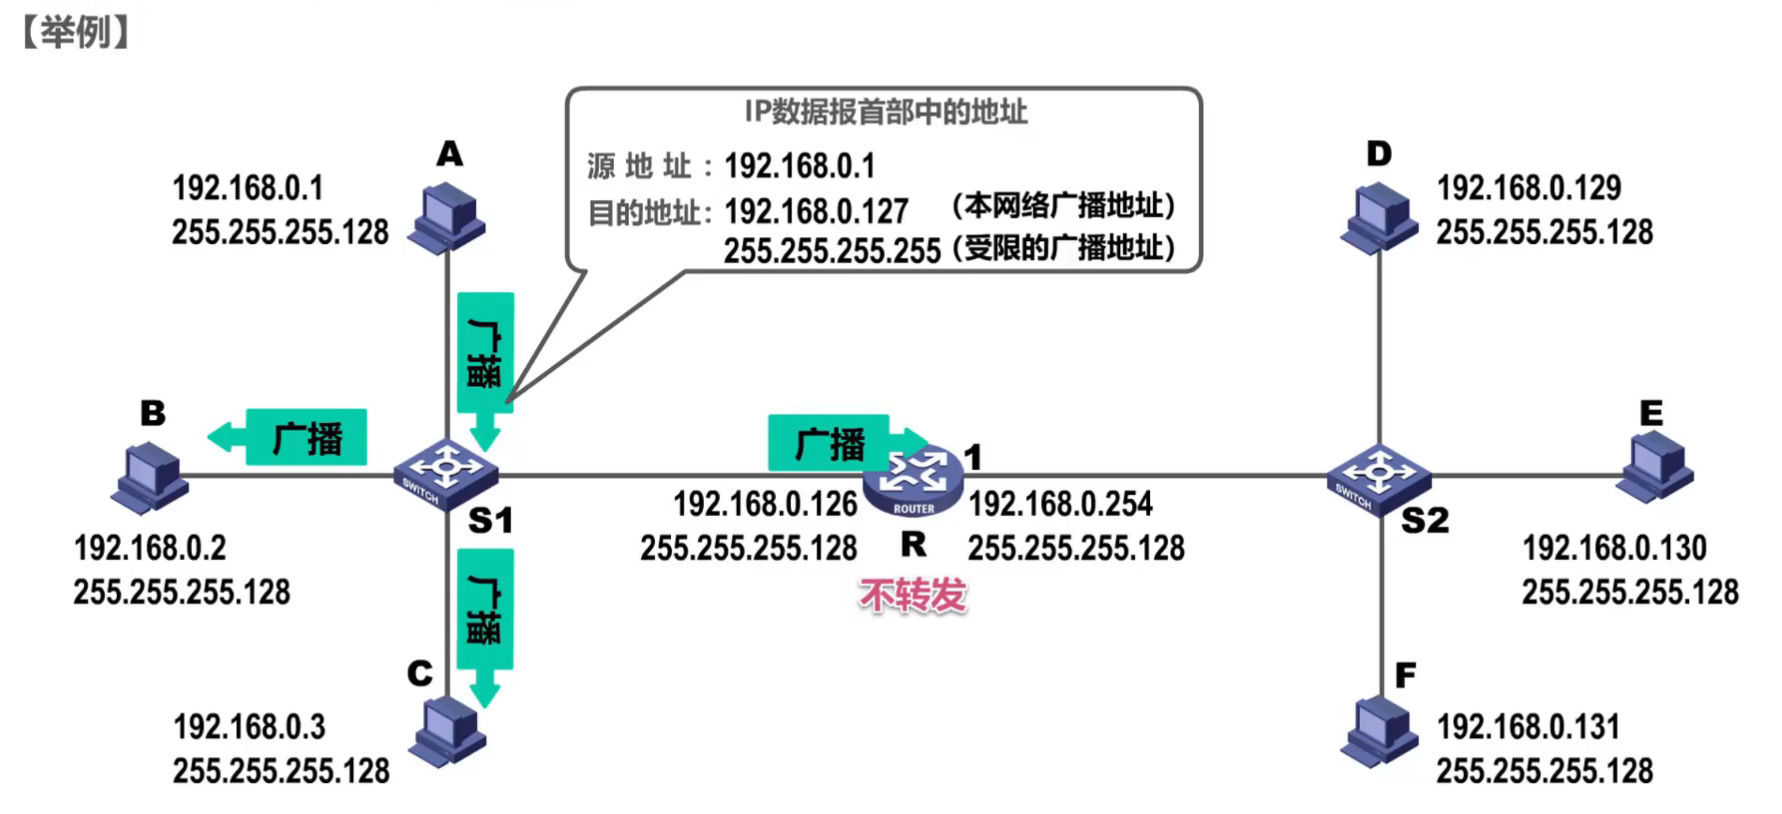 【举例】
IP数据报首部中的地址
源 地 址 : 192.168.0.1
目的地址: 192.168.0.127 (本网络广播地址)
255.255.255.255 (受限的广播地址)
A
192.168.0.1
255.255.255.128
D
192.168.0.129
255.255.255.128
广播
B
广播
广播
1
E
SWITCH
S1
192.168.0.126
255.255.255.128
ROUTER
R
不转发
192.168.0.254
255.255.255.128
SWITCH
S2
192.168.0.2
255.255.255.128
192.168.0.130
255.255.255.128
广播
C
192.168.0.3
255.255.255.128
F
192.168.0.131
255.255.255.128